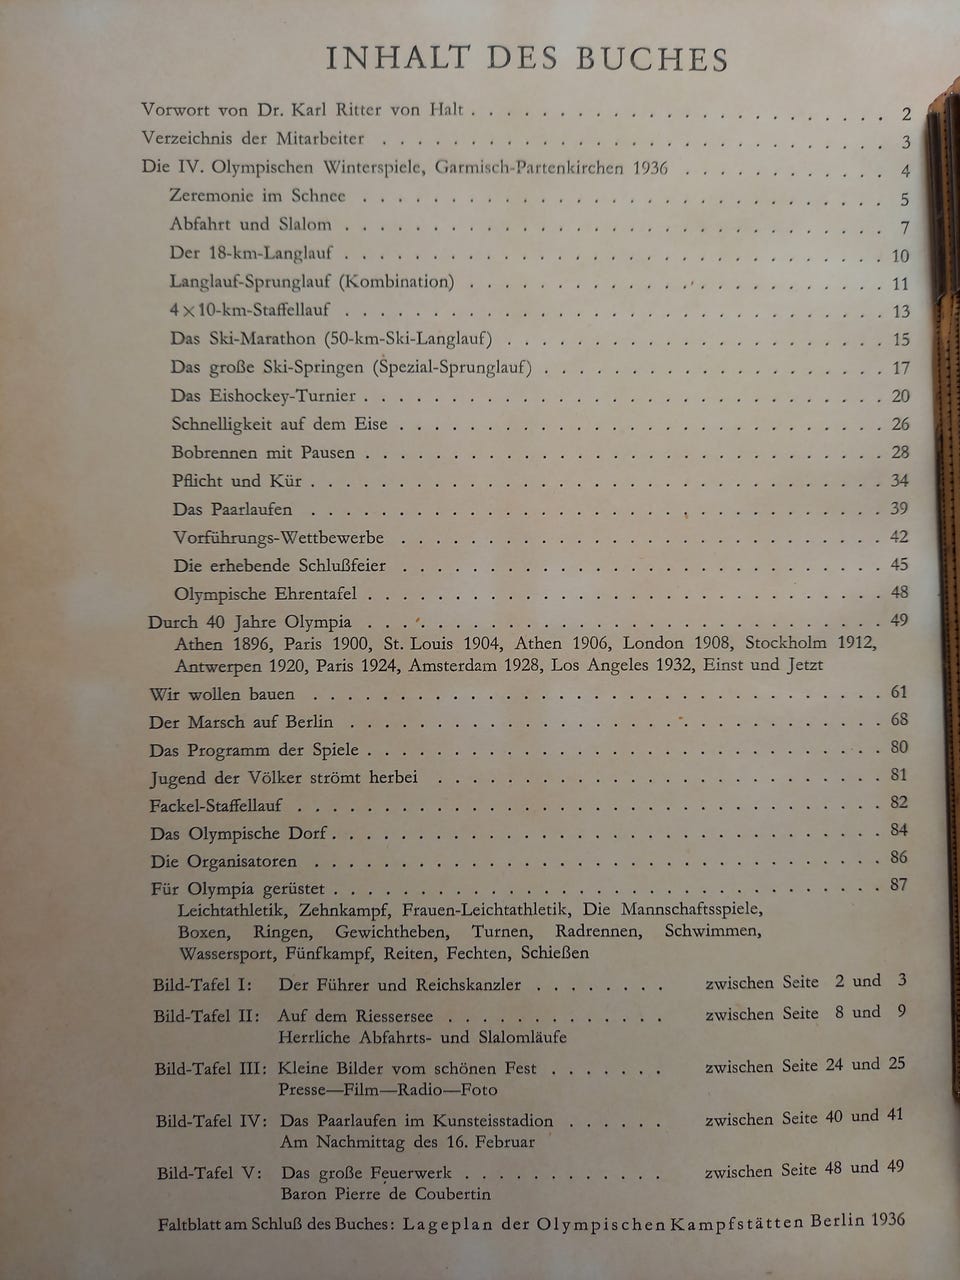 INHALT DES BUCHES
Vorwort von Dr. Karl Ritter von Halt . . . . . . . . . . . . . . . . . . . 2
Verzeichnis der Mitarbeiter . . . . . . . . . . . . . . . . . . . 3
Die IV. Olympischen Winterspiele, Garmisch-Partenkirchen 1936 . . . . . . . . . . . . 4
Zeremonie im Schnee . . . . . . . . . . . . . . . . . . . 5
Abfahrt und Slalom . . . . . . . . . . . . . . . . . . . 7
Der 18-km-Langlauf . . . . . . . . . . . . . . . . . . . 10
Langlauf-Sprunglauf (Kombination) . . . . . . . . . . . . . . . . . . . 11
4×10-km-Staffellauf . . . . . . . . . . . . . . . . . . . 13
Das Ski-Marathon (50-km-Ski-Langlauf) . . . . . . . . . . . . . . . . . 15
Das große Ski-Springen (Spezial-Sprunglauf) . . . . . . . . . . . . . . . 17
Das Eishockey-Turnier . . . . . . . . . . . . . . . . . . . 20
Schnelligkeit auf dem Eise . . . . . . . . . . . . . . . . . . . 26
Bobrennen mit Pausen . . . . . . . . . . . . . . . . . . . 28
Pflicht und Kür . . . . . . . . . . . . . . . . . . . 34
Das Paarlaufen . . . . . . . . . . . . . . . . . . . 39
Vorführungs-Wettbewerbe . . . . . . . . . . . . . . . . . . . 42
Die erhebende Schlußfeier . . . . . . . . . . . . . . . . . . . 45
Olympische Ehrentafel . . . . . . . . . . . . . . . . . . . 48
Durch 40 Jahre Olympia . . . . . . . . . . . . . . . . . . . 49
Athen 1896, Paris 1900, St. Louis 1904, Athen 1906, London 1908, Stockholm 1912,
Antwerpen 1920, Paris 1924, Amsterdam 1928, Los Angeles 1932, Einst und Jetzt
Wir wollen bauen . . . . . . . . . . . . . . . . . . . 61
Der Marsch auf Berlin . . . . . . . . . . . . . . . . . . . 68
Das Programm der Spiele . . . . . . . . . . . . . . . . . . . 80
Jugend der Völker strömt herbei . . . . . . . . . . . . . . . . . . . 81
Fackel-Staffellauf . . . . . . . . . . . . . . . . . . . 82
Das Olympische Dorf . . . . . . . . . . . . . . . . . . . 84
Die Organisatoren . . . . . . . . . . . . . . . . . . . 86
Für Olympia gerüstet . . . . . . . . . . . . . . . . . . . 87
Leichtathletik, Zehnkampf, Frauen-Leichtathletik, Die Mannschaftsspiele,
Boxen, Ringen, Gewichtheben, Turnen, Radrennen, Schwimmen,
Wassersport, Fünfkampf, Reiten, Fechten, Schießen
Bild-Tafel I: Der Führer und Reichskanzler . . . . . . . . zwischen Seite 2 und 3
Bild-Tafel II: Auf dem Riessersee . . . . . . . . . . . . . zwischen Seite 8 und 9
Herrliche Abfahrts- und Slalomläufe
Bild-Tafel III: Kleine Bilder vom schönen Fest . . . . . . . zwischen Seite 24 und 25
Presse—Film—Radio—Foto
Bild-Tafel IV: Das Paarlaufen im Kunsteisstadion . . . . . . zwischen Seite 40 und 41
Am Nachmittag des 16. Februar
Bild-Tafel V: Das große Feuerwerk . . . . . . . . . . . . zwischen Seite 48 und 49
Baron Pierre de Coubertin
Faltblatt am Schluß des Buches: Lageplan der Olympischen Kampfstätten Berlin 1936